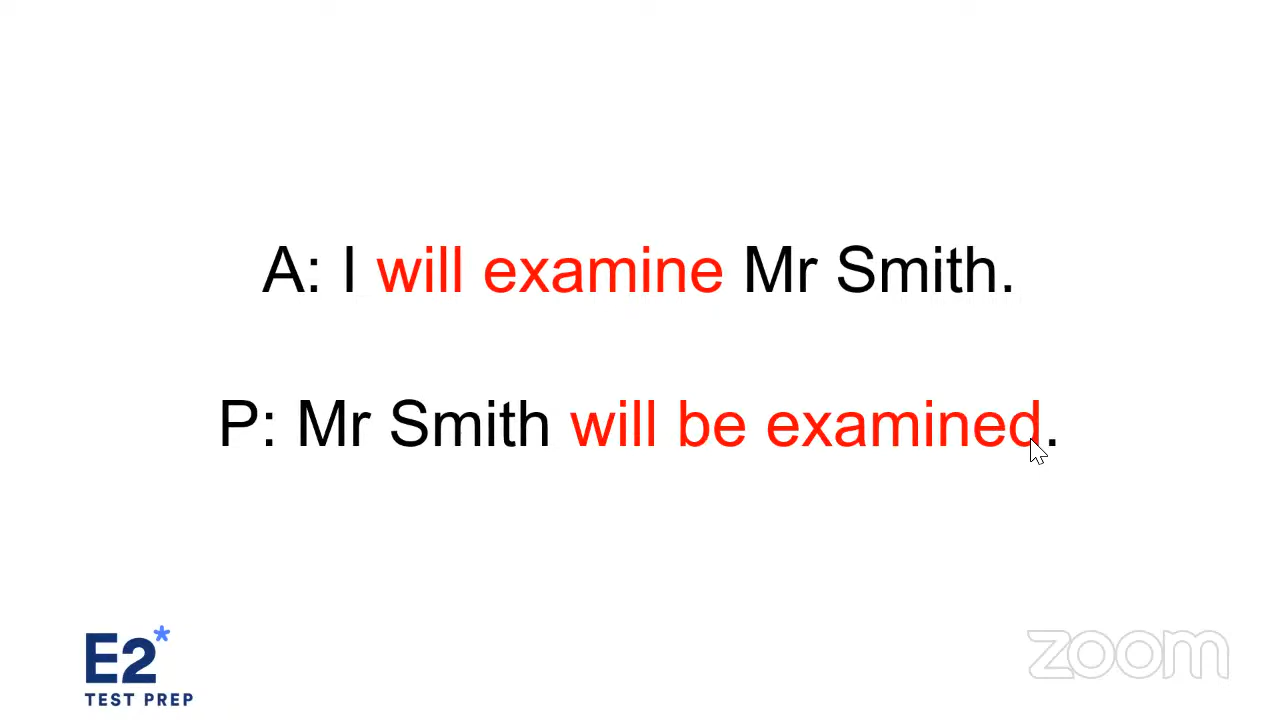 A: I will examine Mr Smith.
P: Mr Smith will be examined.
E2*
TEST PREP
zoom